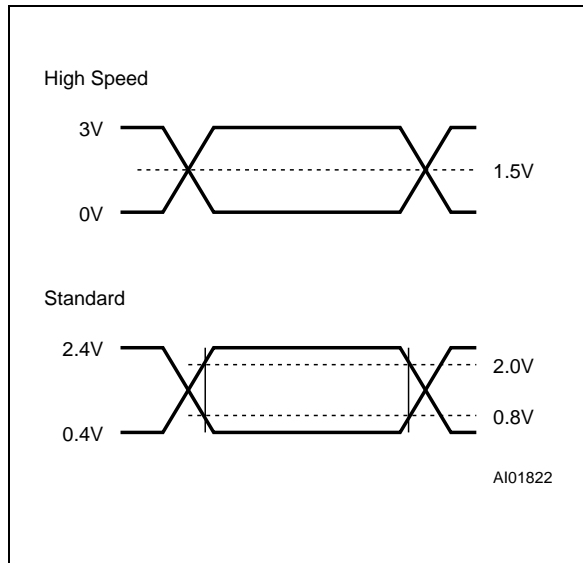 High Speed
3V
1.5V
0V
Standard
2.4V
2.0V
0.8V
0.4V
AI01822